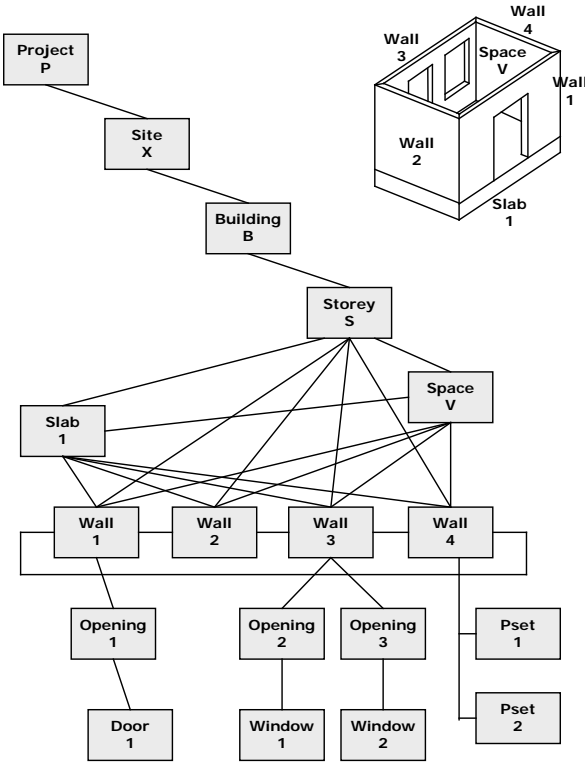 Project
P
Site
X
Building
B
Storey
S
Slab
1
Space
V
Wall
1
Wall
2
Wall
3
Wall
4
Opening
1
Opening
2
Opening
3
Pset
1
Door
1
Window
1
Window
2
Pset
2
Wall
4
Wall
3
Space
V
Wall
1
Wall
2
Slab
1